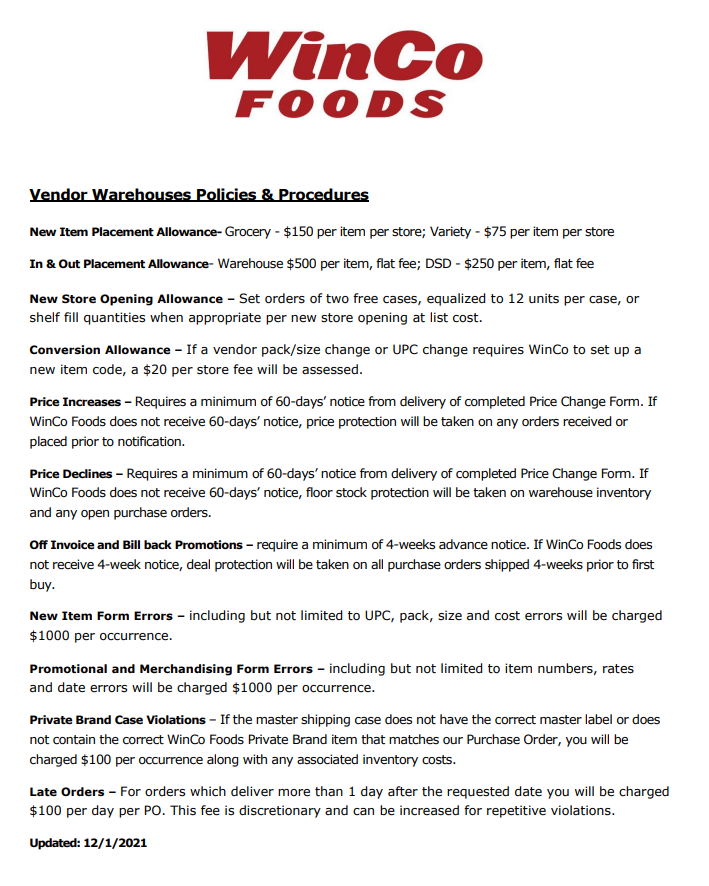 WinCo
FOODS
Vendor Warehouses Policies & Procedures
New Item Placement Allowance- Grocery - $150 per item per store; Variety - $75 per item per store
In & Out Placement Allowance- Warehouse $500 per item, flat fee; DSD - $250 per item, flat fee
New Store Opening Allowance – Set orders of two free cases, equalized to 12 units per case, or
shelf fill quantities when appropriate per new store opening at list cost.
Conversion Allowance – If a vendor pack/size change or UPC change requires WinCo to set up a
new item code, a $20 per store fee will be assessed.
Price Increases – Requires a minimum of 60-days’ notice from delivery of completed Price Change Form. If
WinCo Foods does not receive 60-days’ notice, price protection will be taken on any orders received or
placed prior to notification.
Price Declines – Requires a minimum of 60-days’ notice from delivery of completed Price Change Form. If
WinCo Foods does not receive 60-days’ notice, floor stock protection will be taken on warehouse inventory
and any open purchase orders.
Off Invoice and Bill back Promotions – require a minimum of 4-weeks advance notice. If WinCo Foods does
not receive 4-week notice, deal protection will be taken on all purchase orders shipped 4-weeks prior to first
buy.
New Item Form Errors – including but not limited to UPC, pack, size and cost errors will be charged
$1000 per occurrence.
Promotional and Merchandising Form Errors – including but not limited to item numbers, rates
and date errors will be charged $1000 per occurrence.
Private Brand Case Violations – If the master shipping case does not have the correct master label or does
not contain the correct WinCo Foods Private Brand item that matches our Purchase Order, you will be
charged $100 per occurrence along with any associated inventory costs.
Late Orders – For orders which deliver more than 1 day after the requested date you will be charged
$100 per day per PO. This fee is discretionary and can be increased for repetitive violations.
Updated: 12/1/2021